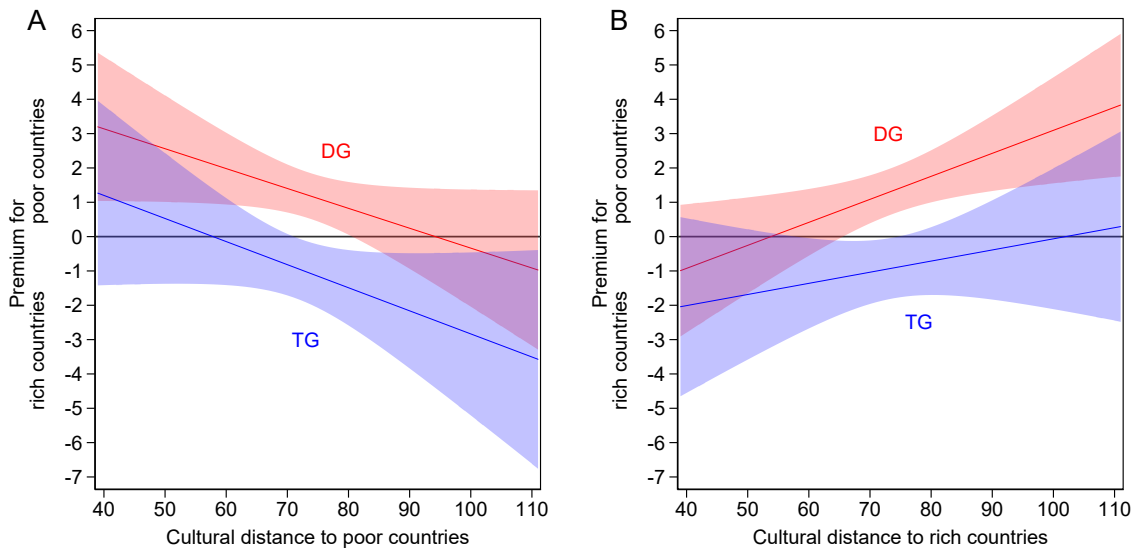 A
6
5
4
3
2
1
0
-1
-2
-3
-4
-5
-6
-7
Premium for
rich countries poor countries
DG
TG
40 50 60 70 80 90 100 110
Cultural distance to poor countries
B
6
5
4
3
2
1
0
-1
-2
-3
-4
-5
-6
-7
Premium for
rich countries poor countries
DG
TG
40 50 60 70 80 90 100 110
Cultural distance to rich countries